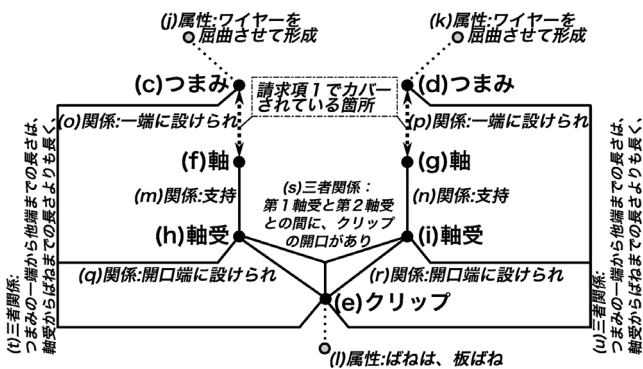 (j)属性:ワイヤーを
屈曲させて形成
(k)属性:ワイヤーを
屈曲させて形成
(c)つまみ
(d)つまみ
請求項1でカバー
されている箇所
(o)関係:一端に設けられ
(p)関係:一端に設けられ
(f)軸
(g)軸
(s)三者関係:
第1軸受と第2軸受
との間に、クリップ
の開口があり
(m)関係:支持
(n)関係:支持
(h)軸受
(i)軸受
(q)関係:開口端に設けられ
(r)関係:開口端に設けられ
(e)クリップ
(l)属性:ばねは、板ばね
(t)三者関係:
つまみの一端から他端までの長さは、
軸受からばねまでの長さよりも長く、
(u)三者関係:
つまみの一端から他端までの長さは、
軸受からばねまでの長さよりも長く、